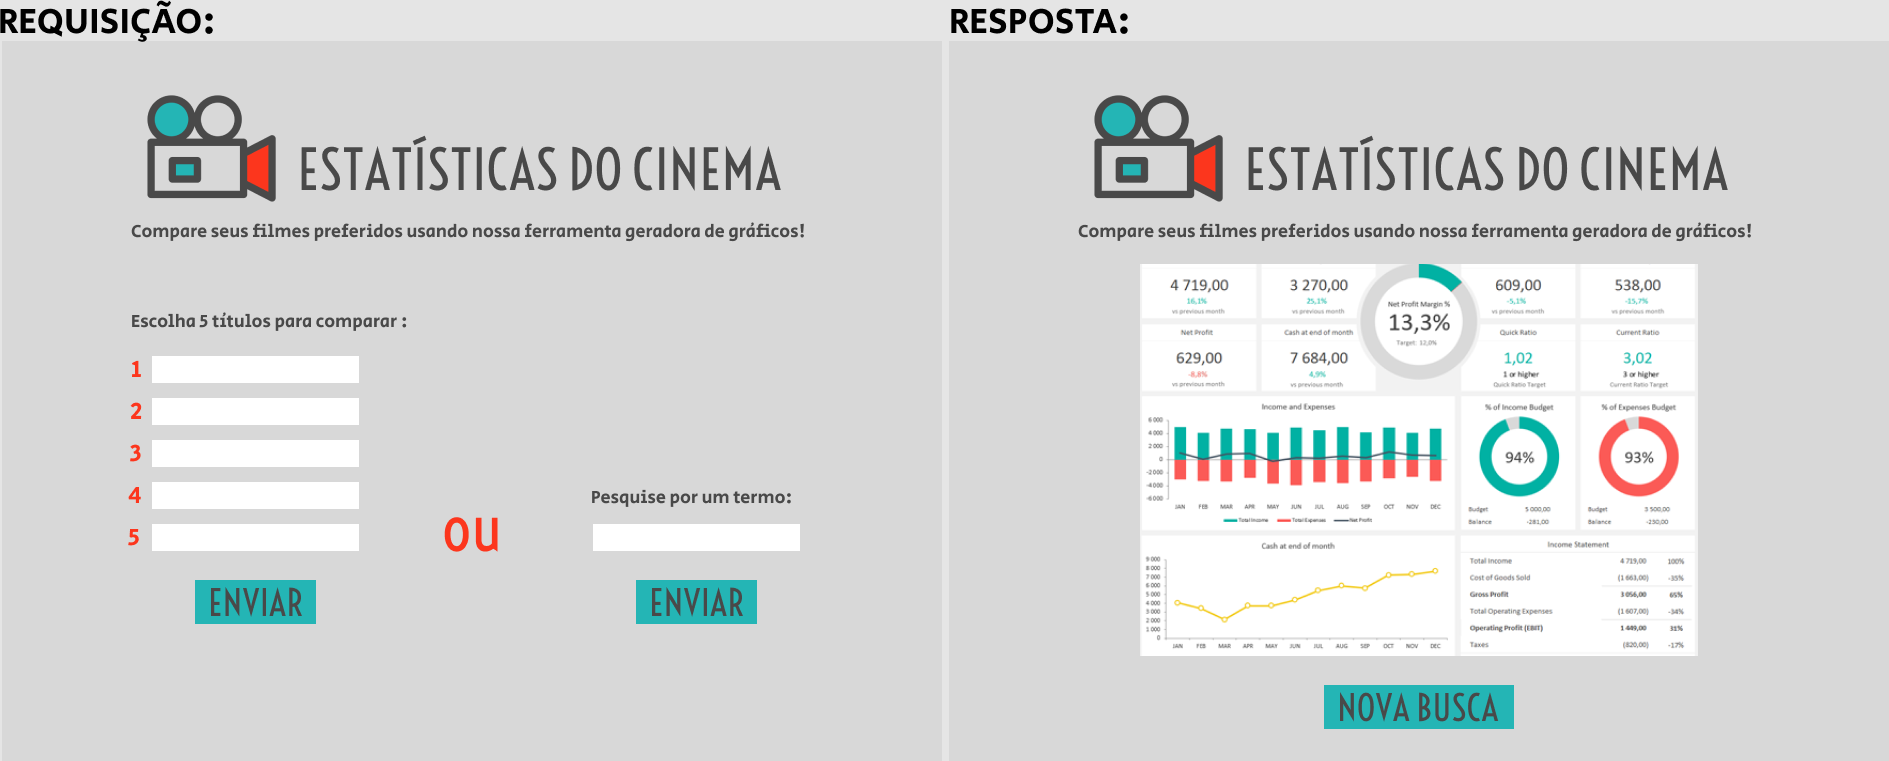 REQUISIÇÃO:
ESTATÍSTICAS DO CINEMA
Compare seus filmes preferidos usando nossa ferramenta geradora de gráficos!
Escolha 5 títulos para comparar :
1
2
3
4
5
ou
Pesquise por um termo:
ENVIAR
ENVIAR
RESPOSTA:
ESTATÍSTICAS DO CINEMA
Compare seus filmes preferidos usando nossa ferramenta geradora de gráficos!
4 719,00
16,1%
vs previous month
3 270,00
25,1%
vs previous month
Net Profit Margin %
13,3%
Target: 12,0%
609,00
-5,1%
vs previous month
538,00
-15,7%
vs previous month
Net Profit
629,00
-8,8%
vs previous month
Cash at end of month
7 684,00
4,9%
vs previous month
Quick Ratio
1,02
1 or higher
Quick Ratio Target
Current Ratio
3,02
3 or higher
Current Ratio Target
Income and Expenses
6 000
4 000
2 000
0
-2 000
-4 000
-6 000
JAN FEB MAR APR MAY JUN JUL AUG SEP OCT NOV DEC
Total Income Total Expenses Net Profit
% of Income Budget
94%
Budget 5 000,00
Balance -281,00
% of Expenses Budget
93%
Budget 3 500,00
Balance -230,00
Cash at end of month
9 000
8 000
7 000
6 000
5 000
4 000
3 000
2 000
1 000
0
JAN FEB MAR APR MAY JUN JUL AUG SEP OCT NOV DEC
Income Statement
Total Income 4 719,00 100%
Cost of Goods Sold (1 663,00) -35%
Gross Profit 3 056,00 65%
Total Operating Expenses (1 607,00) -34%
Operating Profit (EBIT) 1 449,00 31%
Taxes (820,00) -17%
NOVA BUSCA